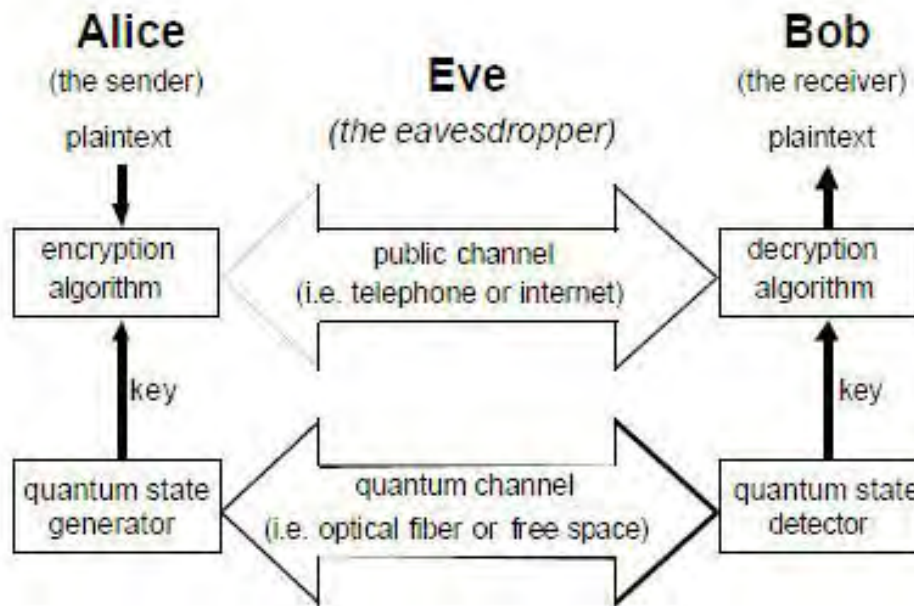 Alice
(the sender)
plaintext
encryption
algorithm
key
quantum state
generator
Eve
(the eavesdropper)
public channel
(i.e. telephone or internet)
quantum channel
(i.e. optical fiber or free space)
Bob
(the receiver)
plaintext
decryption
algorithm
key
quantum state
detector